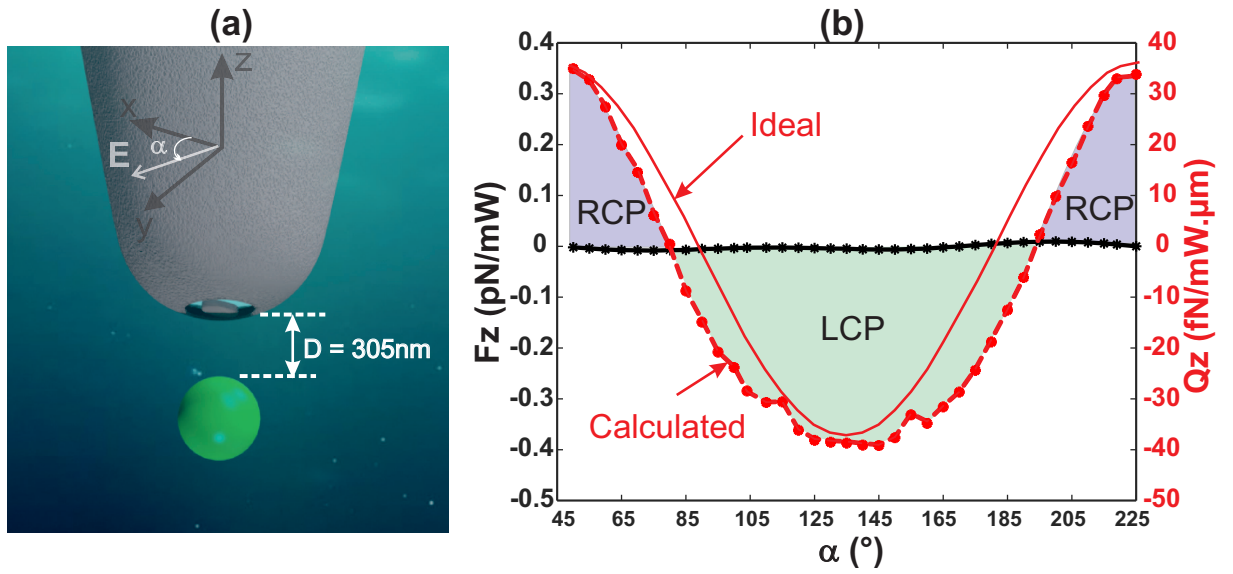 (a)
z
x
α
E
y
D = 305nm
(b)
Fz (pN/mW)
0.4
0.3
0.2
0.1
0
-0.1
-0.2
-0.3
-0.4
-0.5
Ideal
RCP
RCP
LCP
Calculated
40
30
20
10
0
-10
-20
-30
-40
-50
Qz (fN/mW.μm)
45 65 85 105 125 145 165 185 205 225
α (°)